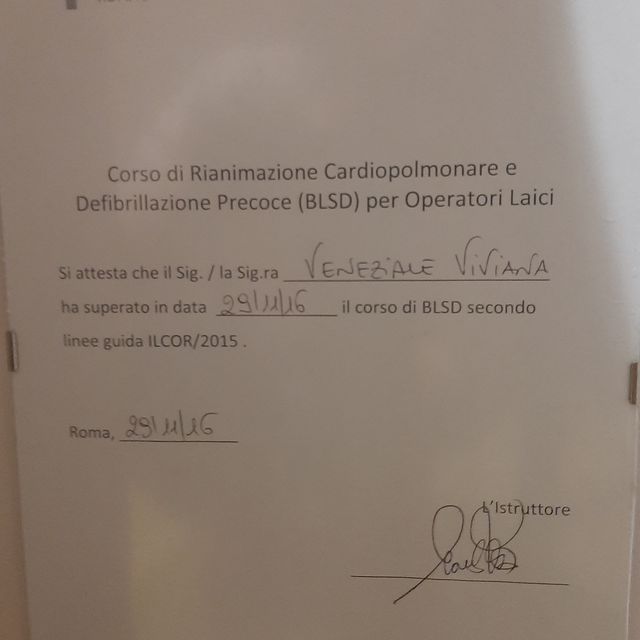 Corso di Rianimazione Cardiopolmonare e
Defibrillazione Precoce (BLSD) per Operatori Laici
Si attesta che il Sig. / la Sig.ra VENEZIALE VIVIANA
ha superato in data 29/11/16 il corso di BLSD secondo
linee guida ILCOR/2015 .
Roma, 29/11/16
L'Istruttore